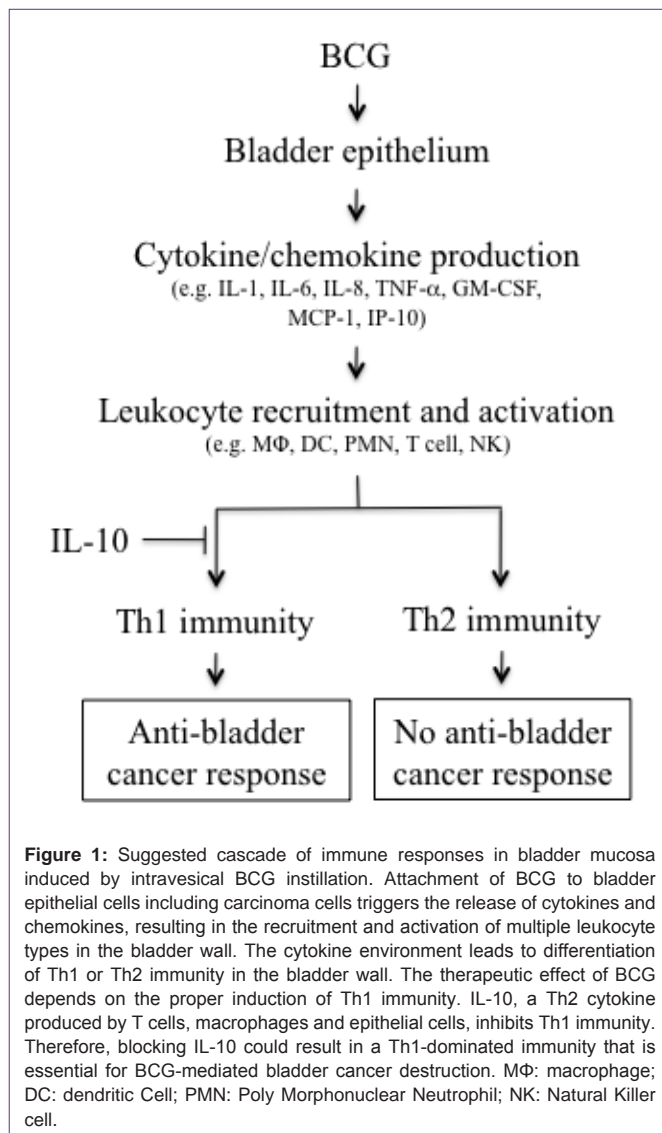 BCG
Bladder epithelium
Cytokine/chemokine production
(e.g. IL-1, IL-6, IL-8, TNF-α, GM-CSF,
MCP-1, IP-10)
Leukocyte recruitment and activation
(e.g. MΦ, DC, PMN, T cell, NK)
IL-10
Th1 immunity Th2 immunity
Anti-bladder No anti-bladder
cancer response cancer response
Figure 1: Suggested cascade of immune responses in bladder mucosa
induced by intravesical BCG instillation. Attachment of BCG to bladder
epithelial cells including carcinoma cells triggers the release of cytokines and
chemokines, resulting in the recruitment and activation of multiple leukocyte
types in the bladder wall. The cytokine environment leads to differentiation
of Th1 or Th2 immunity in the bladder wall. The therapeutic effect of BCG
depends on the proper induction of Th1 immunity. IL-10, a Th2 cytokine
produced by T cells, macrophages and epithelial cells, inhibits Th1 immunity.
Therefore, blocking IL-10 could result in a Th1-dominated immunity that is
essential for BCG-mediated bladder cancer destruction. MΦ: macrophage;
DC: dendritic Cell; PMN: Poly Morphonuclear Neutrophil; NK: Natural Killer
cell.